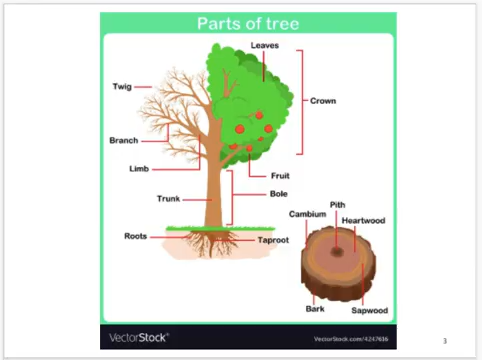 Parts of tree
Leaves
Twig
Crown
Branch
Limb
Fruit
Bole
Trunk
Pith
Cambium
Heartwood
Roots
Taproot
Bark
Sapwood
VectorStock®
VectorStock.com/4247616
3